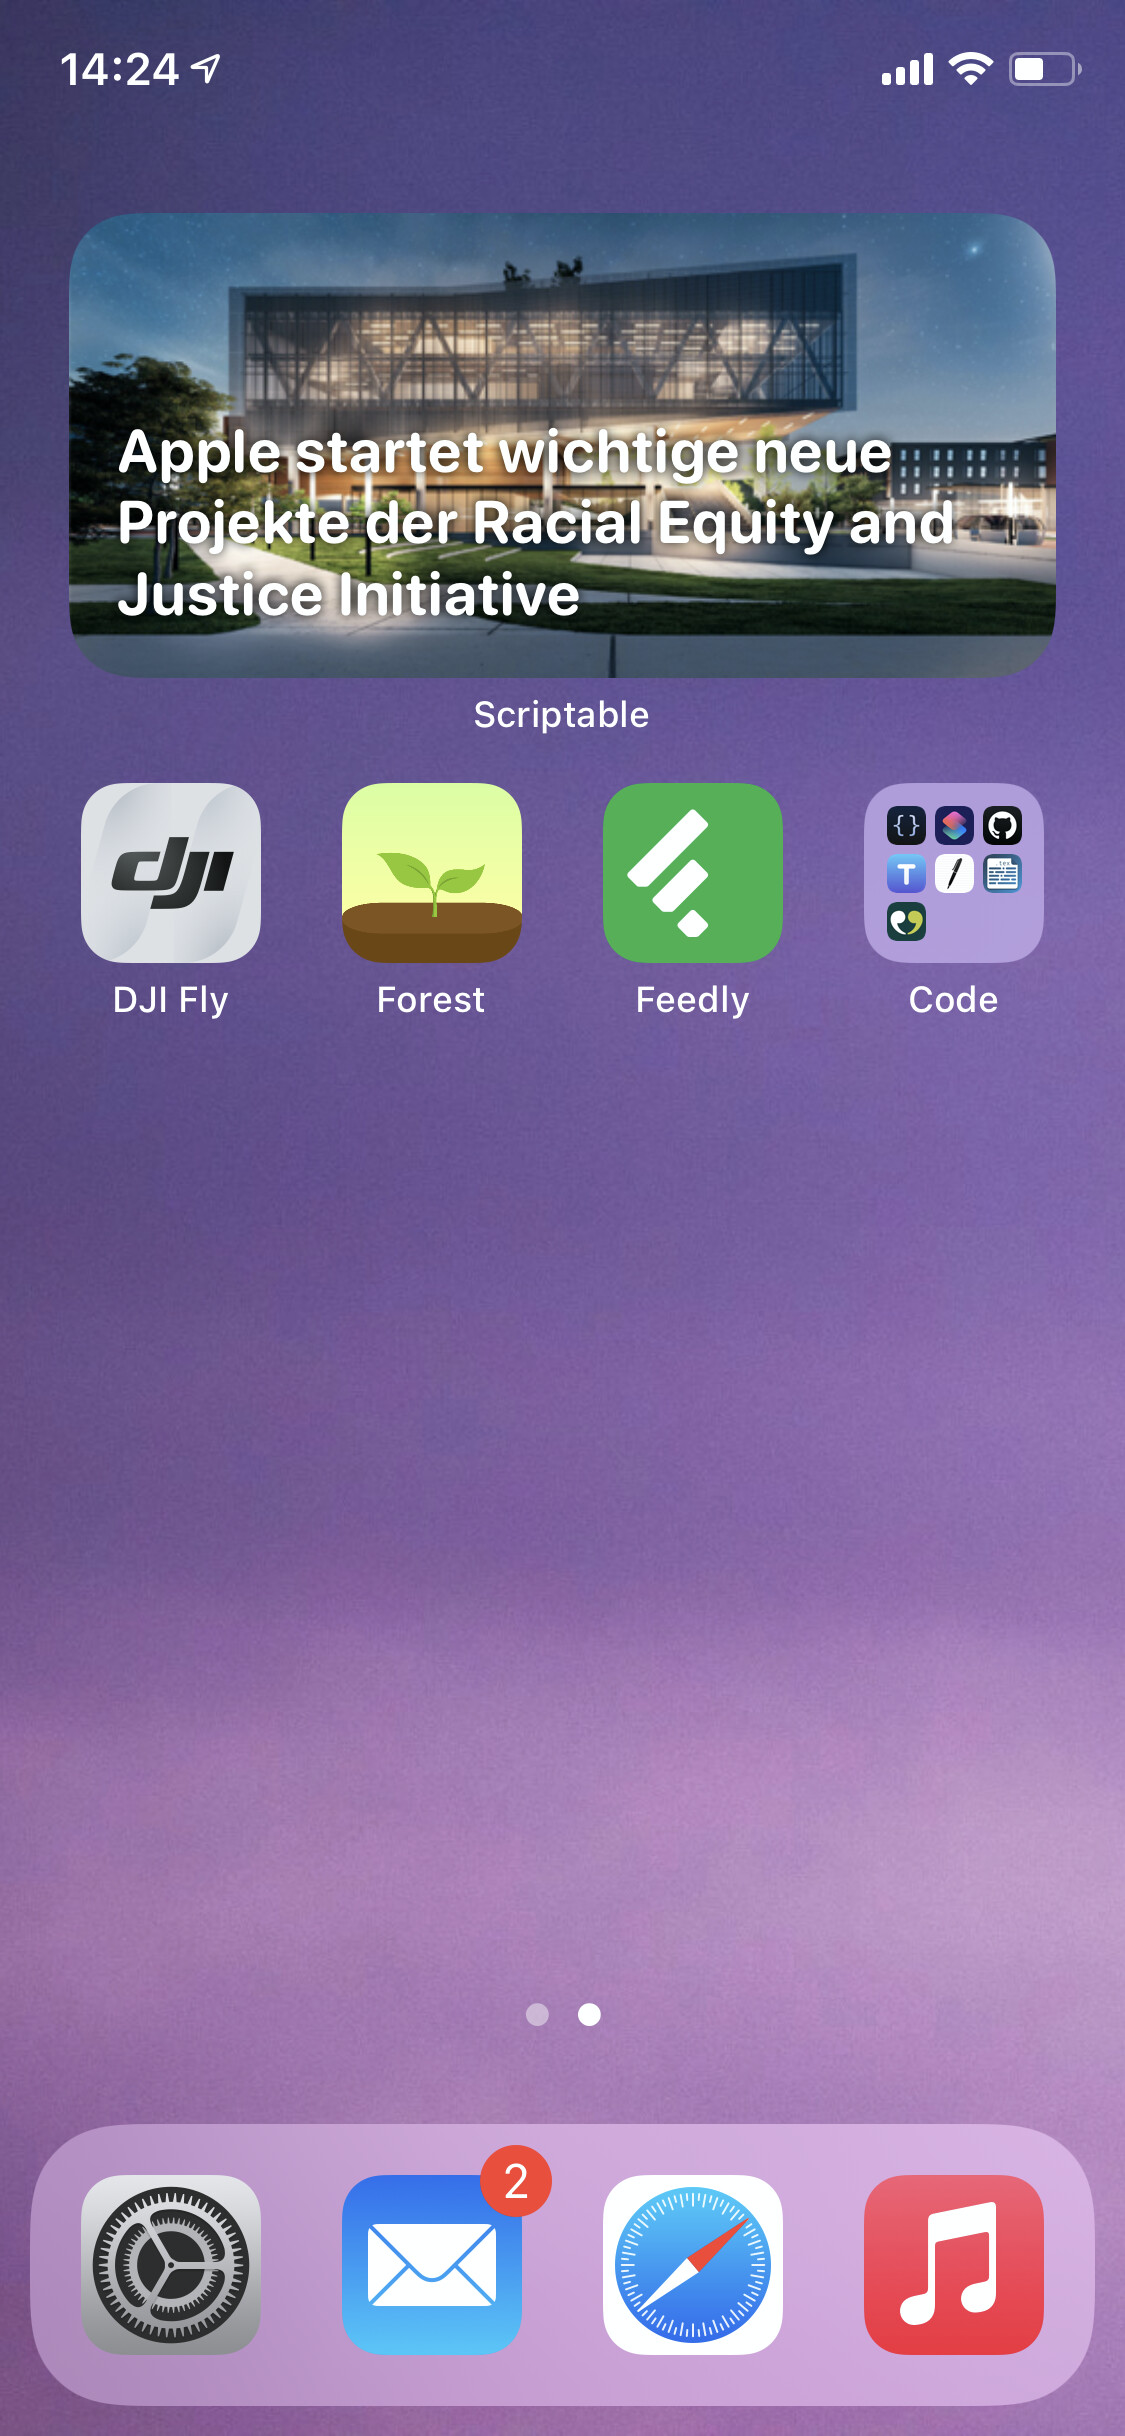 14:24
Apple startet wichtige neue
Projekte der Racial Equity and
Justice Initiative
Scriptable
dji
{}
T
.tex
DJI Fly
Forest
Feedly
Code
2